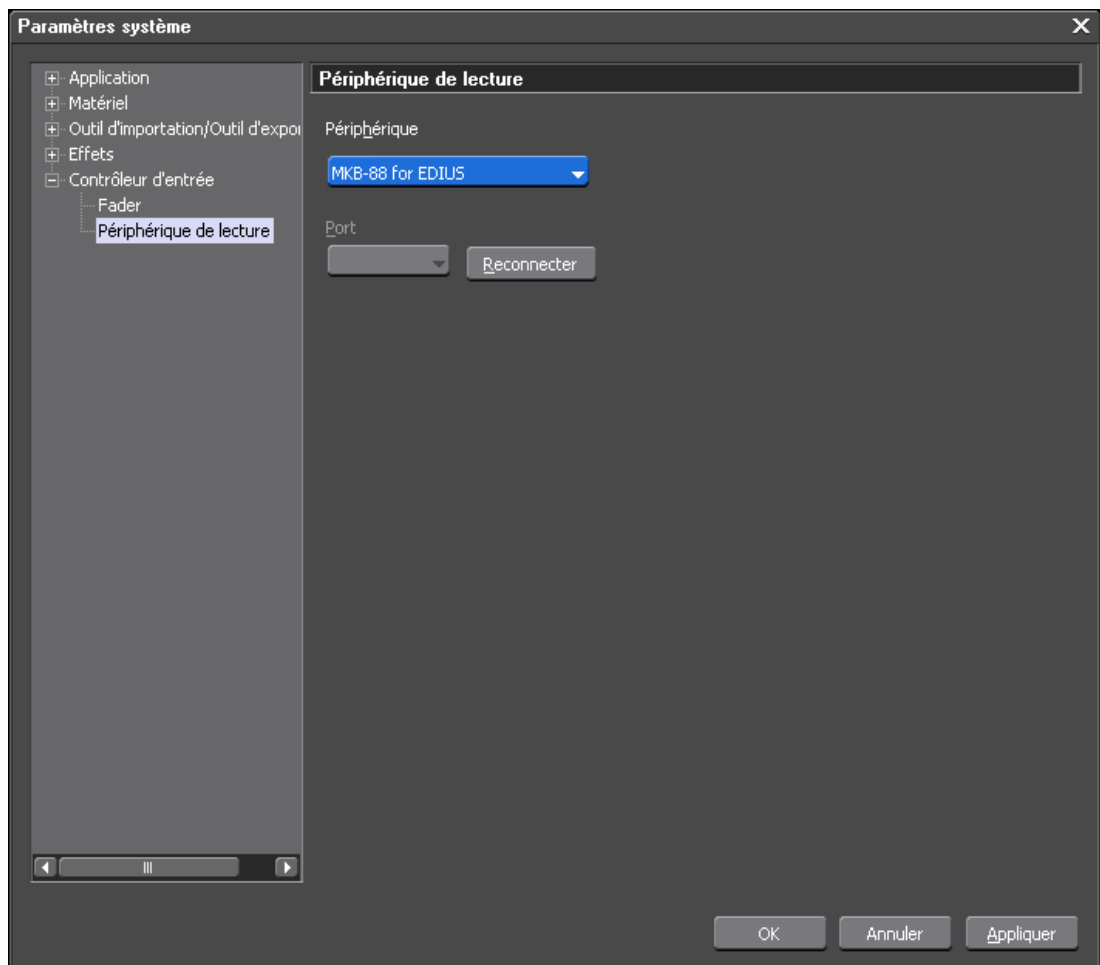 Paramètres système
Application
Matériel
Outil d'importation/Outil d'expor
Effets
Contrôleur d'entrée
Fader
Périphérique de lecture
Périphérique de lecture
Périphérique
MKB-88 for EDIUS
Port
Reconnecter
OK
Annuler
Appliquer